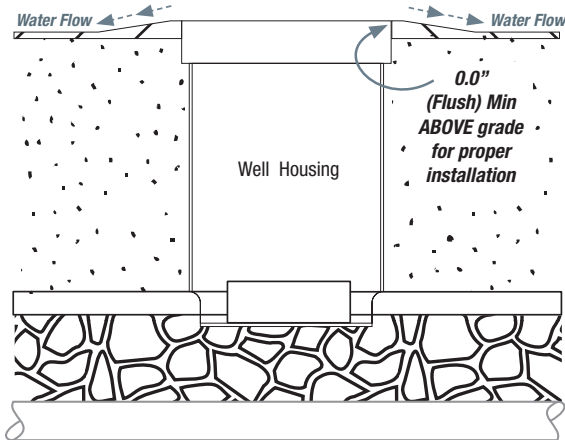 Water Flow
Water Flow
0.0”
(Flush) Min
ABOVE grade
for proper
installation
Well Housing